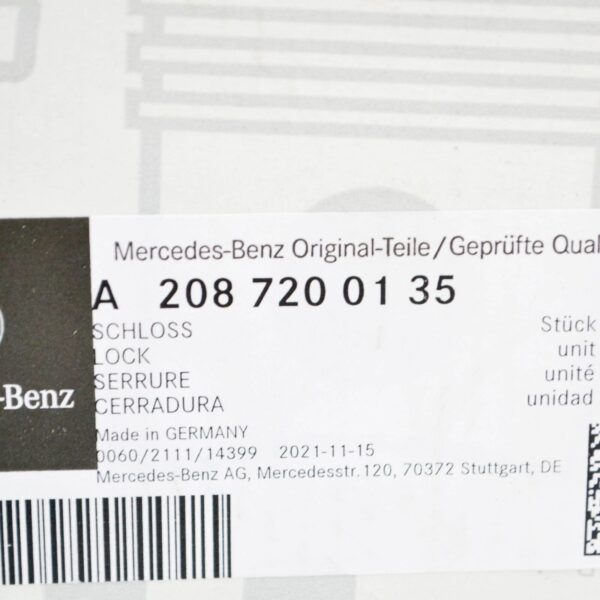 Mercedes-Benz Original-Teile/Geprüfte Qual
A 208 720 01 35
SCHLOSS
LOCK
SERRURE
CERRADURA
Stück
unit
unité
unidad
-Benz
Made in GERMANY
0060/2111/14399 2021-11-15
Mercedes-Benz AG, Mercedesstr.120, 70372 Stuttgart, DE